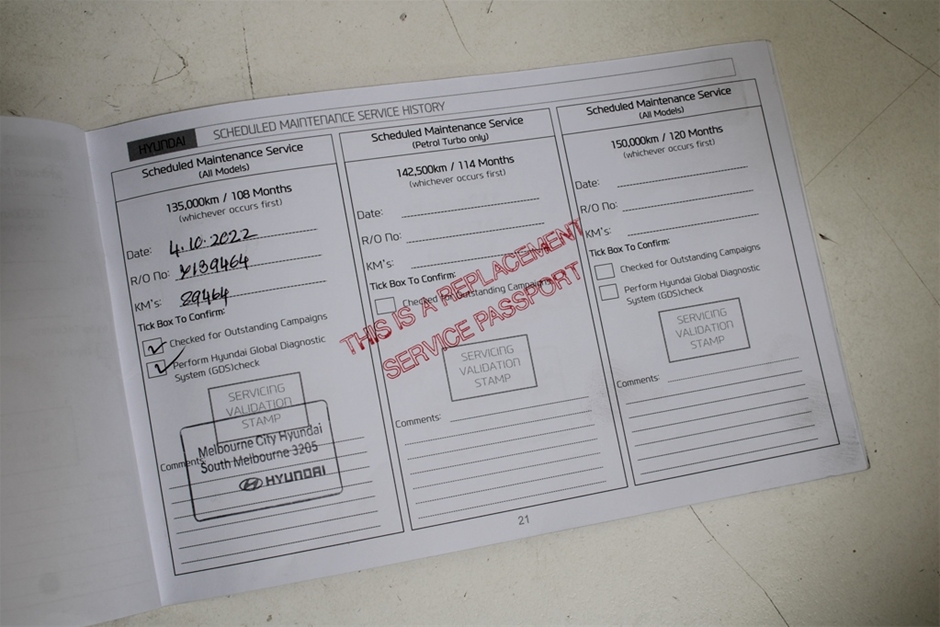 HYUNDAI
SCHEDULED MAINTENANCE SERVICE HISTORY
Scheduled Maintenance Service
(All Models)
135,000km / 108 Months
(whichever occurs first)
Date: 4.10.2022
R/O No: Y139464
KM's: 89464
Tick Box To Confirm:
Checked for Outstanding Campaigns
Perform Hyundai Global Diagnostic
System (GDS)check
SERVICING
VALIDATION
STAMP
Melbourne City Hyundai
South Melbourne 3205
HYUNDAI
Comments:
Scheduled Maintenance Service
(Petrol Turbo only)
142,500km / 114 Months
(whichever occurs first)
Date:
R/O No:
KM's:
Tick Box To Confirm:
Checked for Outstanding Campaigns
THIS IS A REPLACEMENT
SERVICE PASSPORT
SERVICING
VALIDATION
STAMP
Comments:
Scheduled Maintenance Service
(All Models)
150,000km / 120 Months
(whichever occurs first)
Date:
R/O No:
KM's:
Tick Box To Confirm:
Checked for Outstanding Campaigns
Perform Hyundai Global Diagnostic
System (GDS)check
SERVICING
VALIDATION
STAMP
Comments:
21